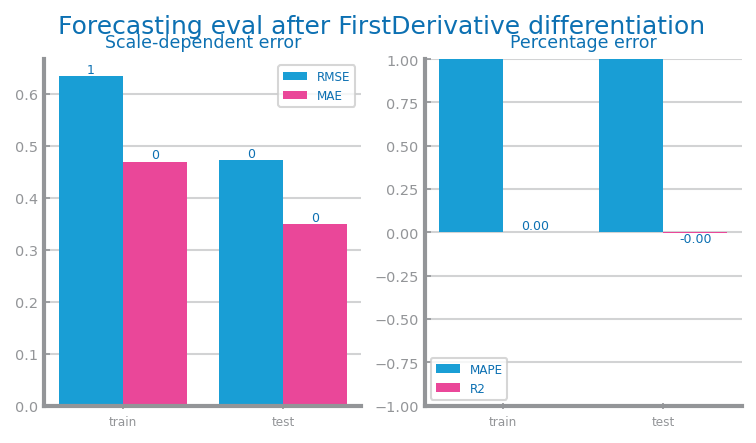 Forecasting eval after FirstDerivative differentiation
Scale-dependent error
0.6
0.5
0.4
0.3
0.2
0.1
0.0
1
0
0
0
RMSE
MAE
train
test
Percentage error
1.00
0.75
0.50
0.25
0.00
−0.25
−0.50
−0.75
−1.00
0.00
-0.00
MAPE
R2
train
test